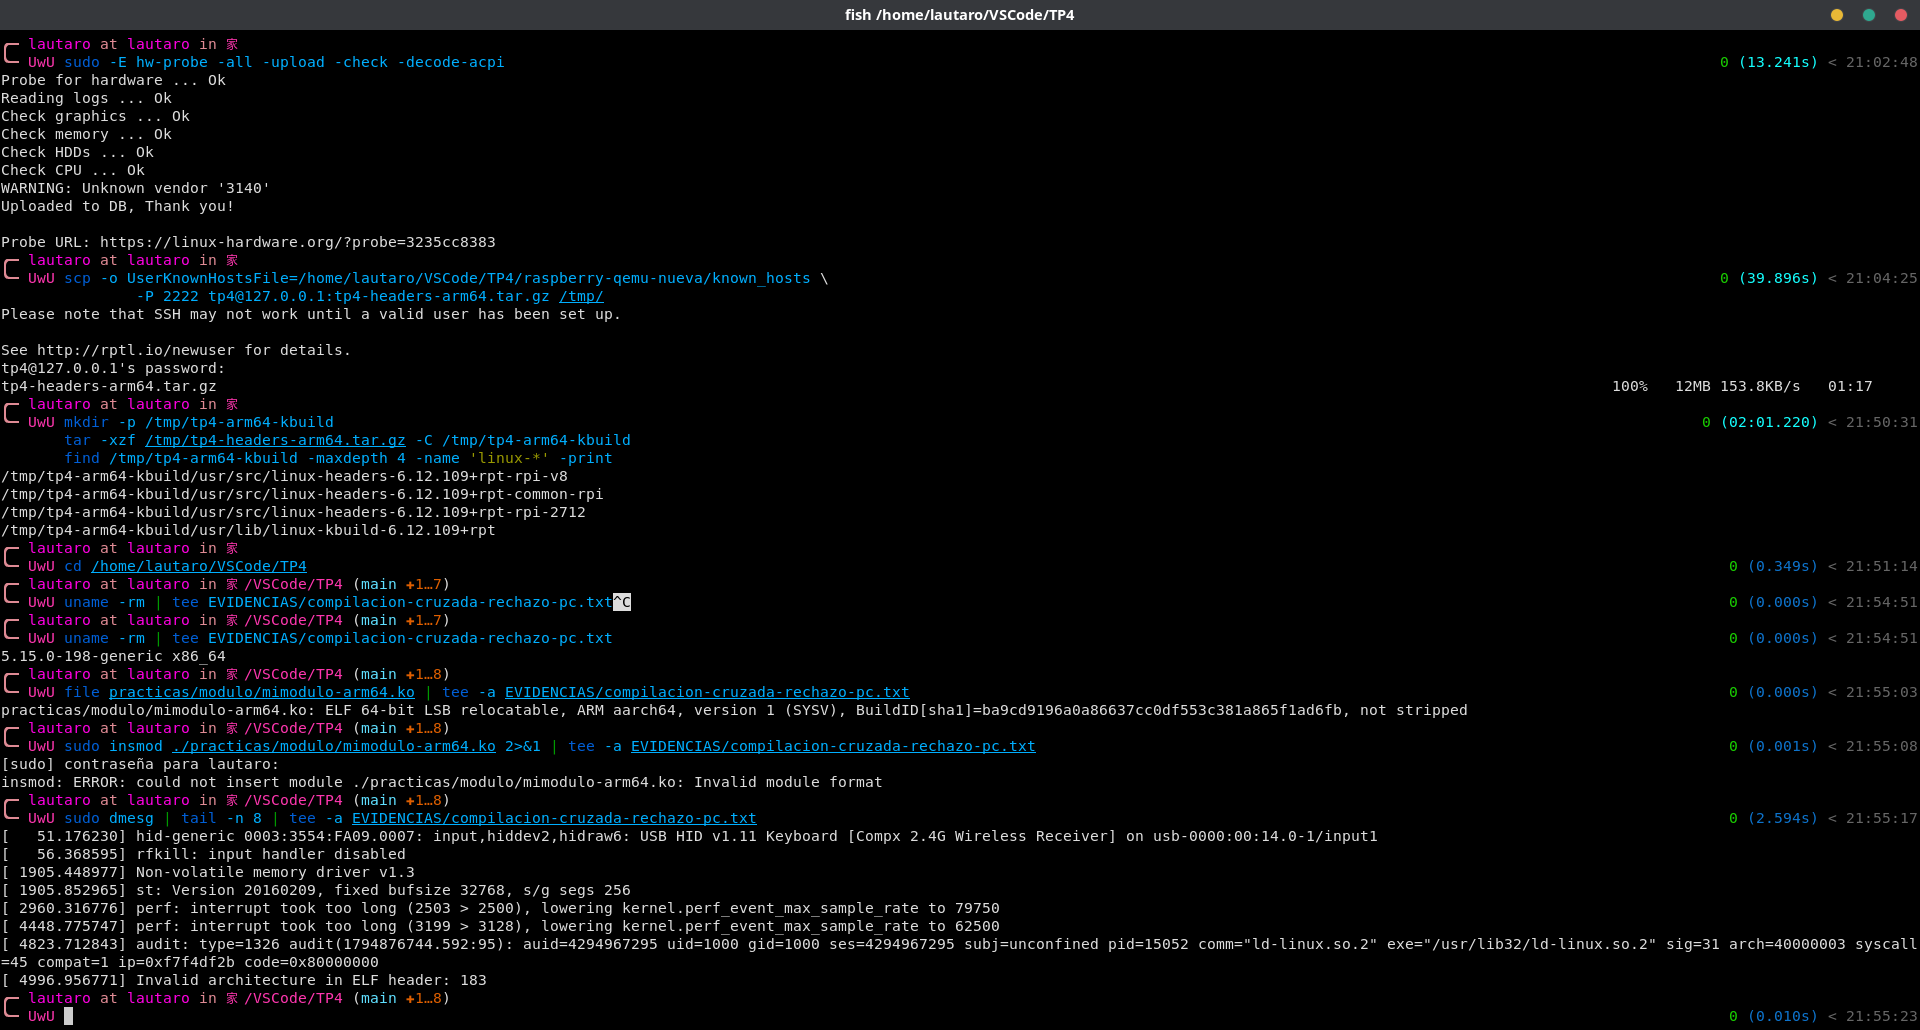 fish /home/lautaro/VSCode/TP4
lautaro at lautaro in 家
UwU sudo -E hw-probe -all -upload -check -decode-acpi 0 (13.241s) < 21:02:48
Probe for hardware ... Ok
Reading logs ... Ok
Check graphics ... Ok
Check memory ... Ok
Check HDDs ... Ok
Check CPU ... Ok
WARNING: Unknown vendor '3140'
Uploaded to DB, Thank you!
Probe URL: https://linux-hardware.org/?probe=3235cc8383
lautaro at lautaro in 家
UwU scp -o UserKnownHostsFile=/home/lautaro/VSCode/TP4/raspberry-qemu-nueva/known_hosts \ 0 (39.896s) < 21:04:25
-P 2222 tp4@127.0.0.1:tp4-headers-arm64.tar.gz /tmp/
Please note that SSH may not work until a valid user has been set up.
See http://rptl.io/newuser for details.
tp4@127.0.0.1's password:
tp4-headers-arm64.tar.gz 100% 12MB 153.8KB/s 01:17
lautaro at lautaro in 家
UwU mkdir -p /tmp/tp4-arm64-kbuild 0 (02:01.220) < 21:50:31
tar -xzf /tmp/tp4-headers-arm64.tar.gz -C /tmp/tp4-arm64-kbuild
find /tmp/tp4-arm64-kbuild -maxdepth 4 -name 'linux-*' -print
/tmp/tp4-arm64-kbuild/usr/src/linux-headers-6.12.109+rpt-rpi-v8
/tmp/tp4-arm64-kbuild/usr/src/linux-headers-6.12.109+rpt-common-rpi
/tmp/tp4-arm64-kbuild/usr/src/linux-headers-6.12.109+rpt-rpi-2712
/tmp/tp4-arm64-kbuild/usr/lib/linux-kbuild-6.12.109+rpt
lautaro at lautaro in 家
UwU cd /home/lautaro/VSCode/TP4 0 (0.349s) < 21:51:14
lautaro at lautaro in 家/VSCode/TP4 (main +1…7)
UwU uname -rm | tee EVIDENCIAS/compilacion-cruzada-rechazo-pc.txt^C 0 (0.000s) < 21:54:51
lautaro at lautaro in 家/VSCode/TP4 (main +1…7)
UwU uname -rm | tee EVIDENCIAS/compilacion-cruzada-rechazo-pc.txt 0 (0.000s) < 21:54:51
5.15.0-198-generic x86_64
lautaro at lautaro in 家/VSCode/TP4 (main +1…8)
UwU file practicas/modulo/mimodulo-arm64.ko | tee -a EVIDENCIAS/compilacion-cruzada-rechazo-pc.txt 0 (0.000s) < 21:55:03
practicas/modulo/mimodulo-arm64.ko: ELF 64-bit LSB relocatable, ARM aarch64, version 1 (SYSV), BuildID[sha1]=ba9cd9196a0a86637cc0df553c381a865f1ad6fb, not stripped
lautaro at lautaro in 家/VSCode/TP4 (main +1…8)
UwU sudo insmod ./practicas/modulo/mimodulo-arm64.ko 2>&1 | tee -a EVIDENCIAS/compilacion-cruzada-rechazo-pc.txt 0 (0.001s) < 21:55:08
[sudo] contraseña para lautaro:
insmod: ERROR: could not insert module ./practicas/modulo/mimodulo-arm64.ko: Invalid module format
lautaro at lautaro in 家/VSCode/TP4 (main +1…8)
UwU sudo dmesg | tail -n 8 | tee -a EVIDENCIAS/compilacion-cruzada-rechazo-pc.txt 0 (2.594s) < 21:55:17
[   51.176230] hid-generic 0003:3554:FA09.0007: input,hiddev2,hidraw6: USB HID v1.11 Keyboard [Compx 2.4G Wireless Receiver] on usb-0000:00:14.0-1/input1
[   56.368595] rfkill: input handler disabled
[ 1905.448977] Non-volatile memory driver v1.3
[ 1905.852965] st: Version 20160209, fixed bufsize 32768, s/g segs 256
[ 2960.316776] perf: interrupt took too long (2503 > 2500), lowering kernel.perf_event_max_sample_rate to 79750
[ 4448.775747] perf: interrupt took too long (3199 > 3128), lowering kernel.perf_event_max_sample_rate to 62500
[ 4823.712843] audit: type=1326 audit(1794876744.592:95): auid=4294967295 uid=1000 gid=1000 ses=4294967295 subj=unconfined pid=15052 comm="ld-linux.so.2" exe="/usr/lib32/ld-linux.so.2" sig=31 arch=40000003 syscall
=45 compat=1 ip=0xf7f4df2b code=0x80000000
[ 4996.956771] Invalid architecture in ELF header: 183
lautaro at lautaro in 家/VSCode/TP4 (main +1…8)
UwU 0 (0.010s) < 21:55:23